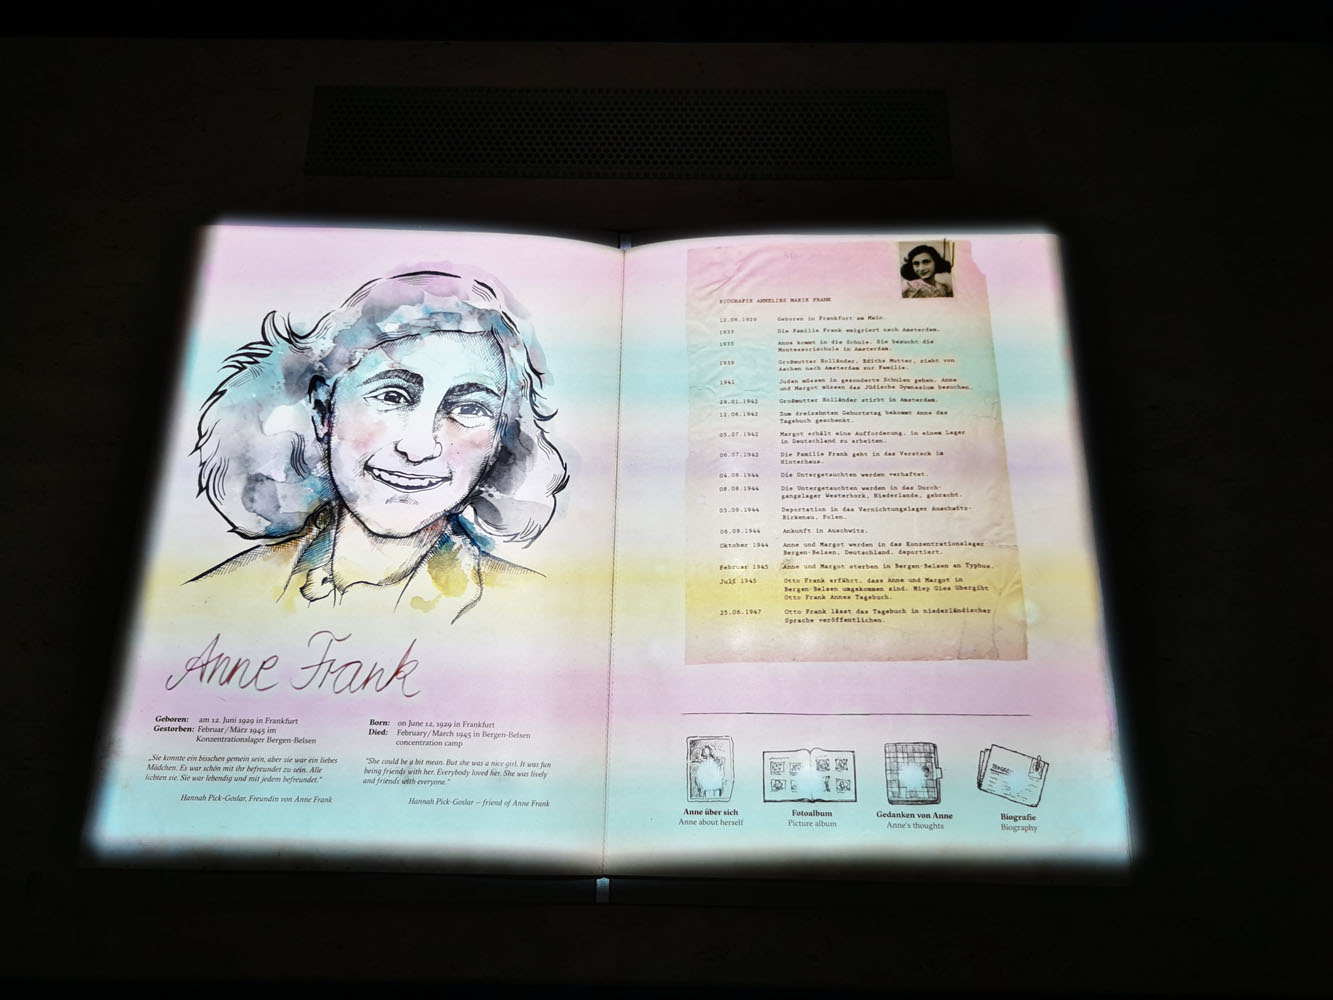 Anne Frank
Geboren: am 12. Juni 1929 in Frankfurt
Gestorben: Februar/März 1945 im
Konzentrationslager Bergen-Belsen
„Sie konnte ein bisschen gemein sein, aber sie war ein liebes
Mädchen. Es war schön mit ihr befreundet zu sein. Alle
liebten sie. Sie war lebendig und mit jedem befreundet.“
Hannah Pick-Goslar, Freundin von Anne Frank
Born: on June 12, 1929 in Frankfurt
Died: February/March 1945 in Bergen-Belsen
concentration camp
“She could be a bit mean. But she was a nice girl. It was fun
being friends with her. Everybody loved her. She was lively
and friends with everyone.”
Hannah Pick-Goslar – friend of Anne Frank
BIOGRAFIE ANNELIES MARIE FRANK
12.06.1929 Geboren in Frankfurt am Main.
1933 Die Familie Frank emigriert nach Amsterdam.
1935 Anne kommt in die Schule. Sie besucht die
Montessorischule in Amsterdam.
1939 Großmutter Holländer, Ediths Mutter, zieht von
Aachen nach Amsterdam zur Familie.
1941 Juden müssen in gesonderte Schulen gehen. Anne
und Margot müssen das Jüdische Gymnasium besuchen.
29.01.1942 Großmutter Holländer stirbt in Amsterdam.
12.06.1942 Zum dreizehnten Geburtstag bekommt Anne das
Tagebuch geschenkt.
05.07.1942 Margot erhält eine Aufforderung, in einem Lager
in Deutschland zu arbeiten.
06.07.1942 Die Familie Frank geht in das Versteck im
Hinterhaus.
04.08.1944 Die Untergetauchten werden verhaftet.
08.08.1944 Die Untergetauchten werden in das Durch-
gangslager Westerbork, Niederlande, gebracht.
03.09.1944 Deportation in das Vernichtungslager Auschwitz-
Birkenau, Polen.
06.09.1944 Ankunft in Auschwitz.
Oktober 1944 Anne und Margot werden in das Konzentrationslager
Bergen-Belsen, Deutschland, deportiert.
Februar 1945 Anne und Margot sterben in Bergen-Belsen an Typhus.
Juli 1945 Otto Frank erfährt, dass Anne und Margot in
Bergen-Belsen umgekommen sind. Miep Gies übergibt
Otto Frank Annes Tagebuch.
25.06.1947 Otto Frank lässt das Tagebuch in niederländischer
Sprache veröffentlichen.
Anne über sich
Anne about herself
Fotoalbum
Picture album
Gedanken von Anne
Anne's thoughts
Biografie
Biography